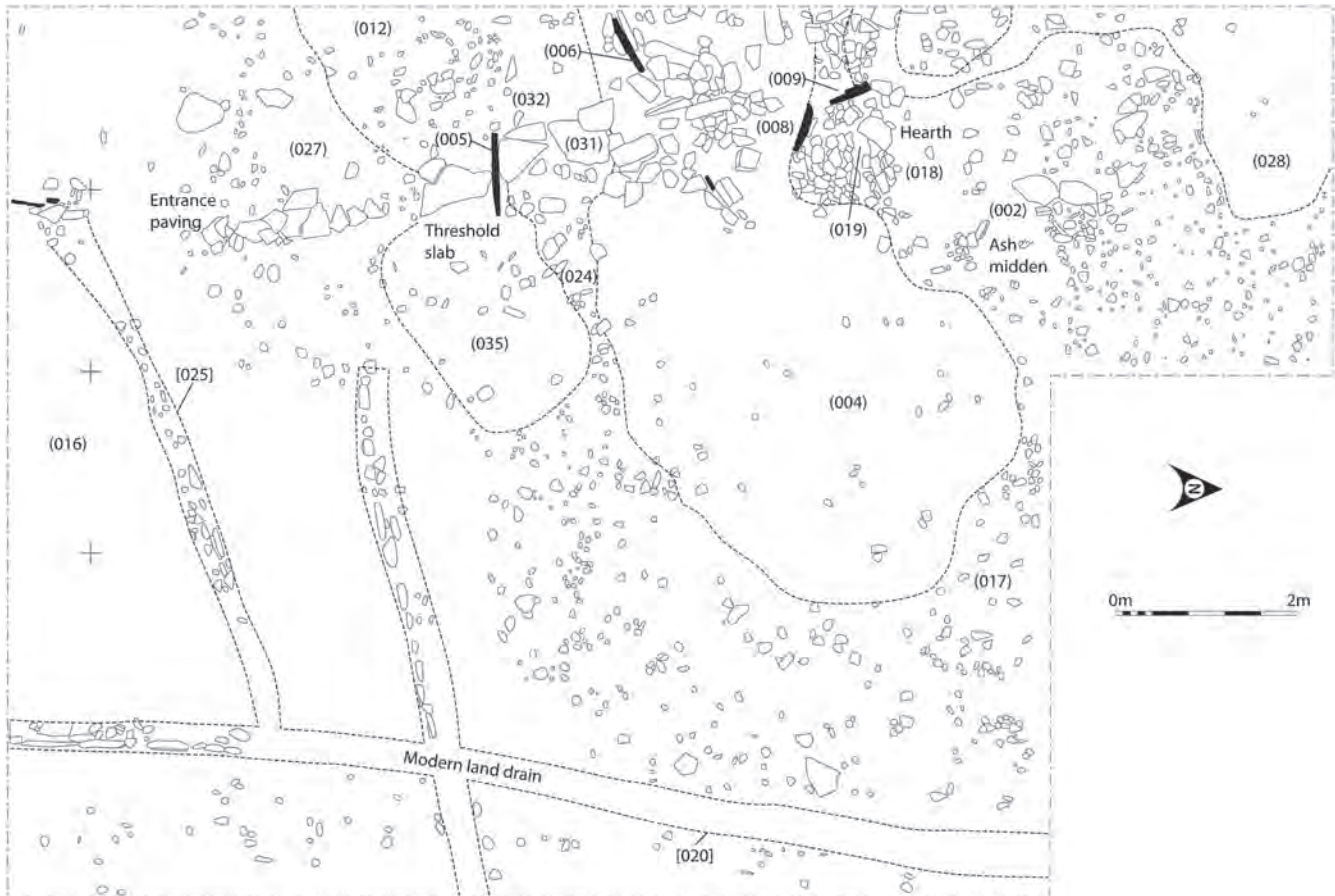 (012)
(006)
(009)
(032)
(005)
(031)
(008)
Hearth
(027)
(018)
(028)
Entrance
paving
(002)
Threshold
slab
(019)
Ash
midden
(024)
(035)
[025]
(004)
(016)
N
(017)
0m 2m
Modern land drain
[020]